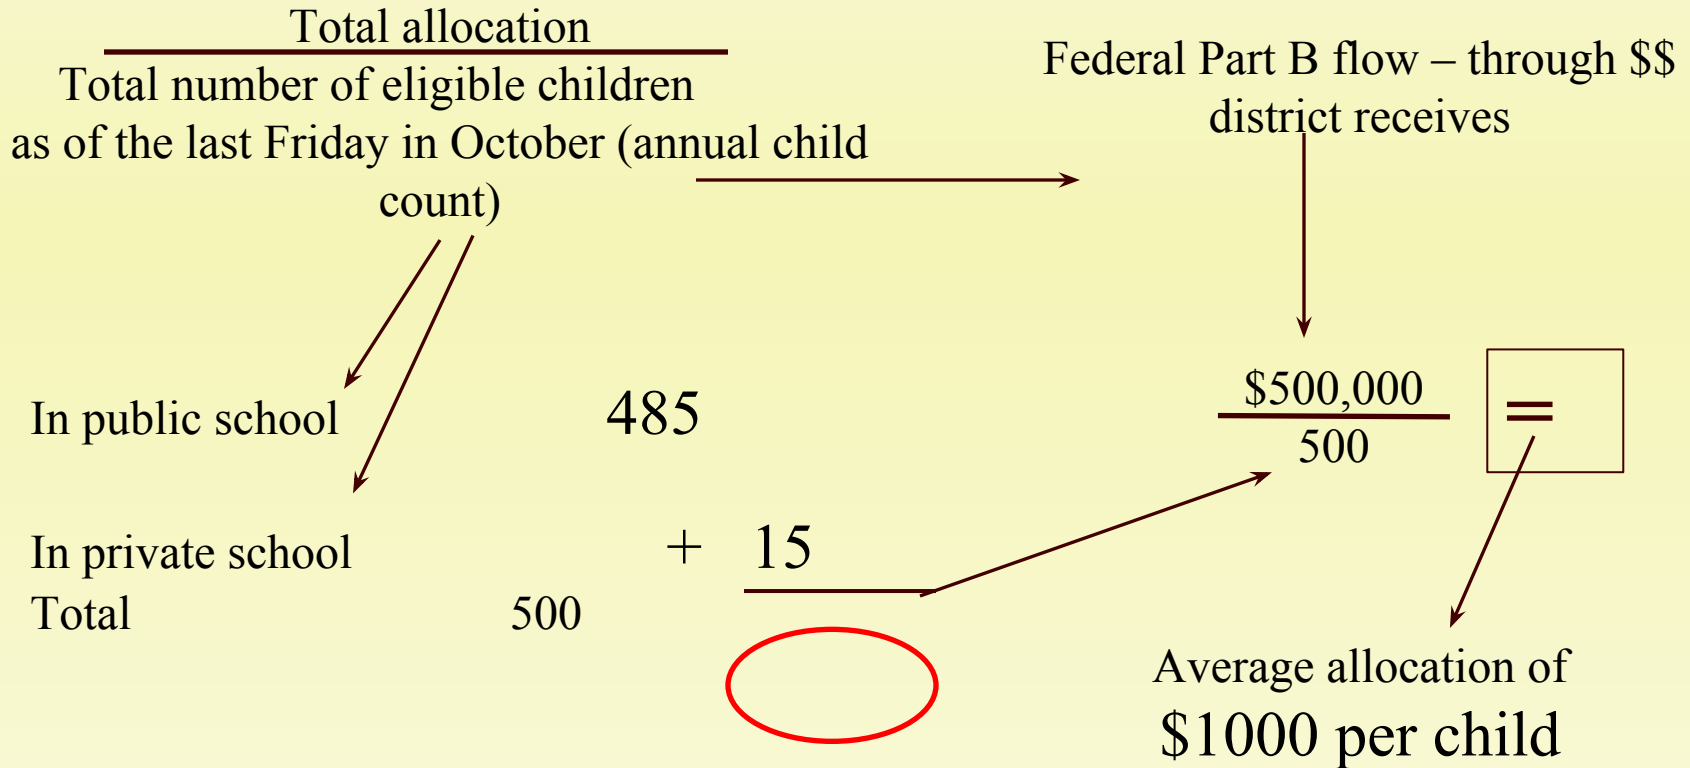 Total allocation
Total number of eligible children
as of the last Friday in October (annual child
count)
Federal Part B flow – through $$
district receives
In public school 485
In private school + 15
Total 500
$500,000
500
=
Average allocation of
$1000 per child